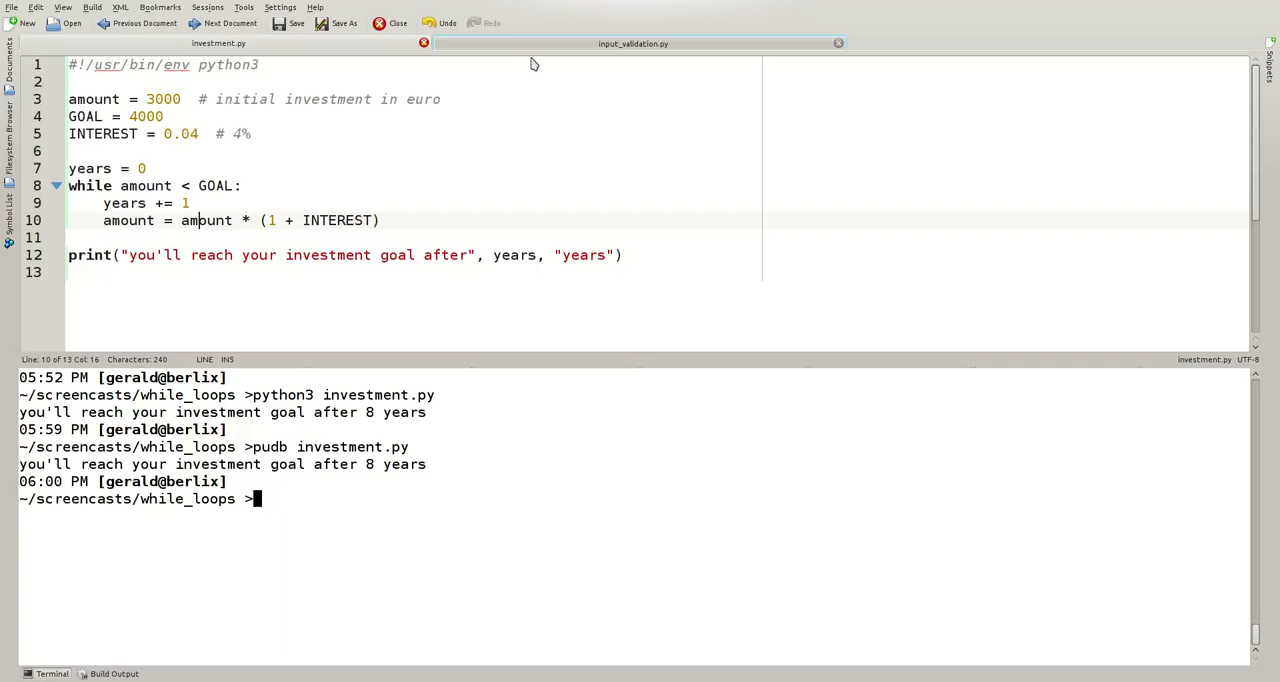 File Edit View Build XML Bookmarks Sessions Tools Settings Help
New Open Previous Document Next Document Save Save As Close Undo Redo
investment.py input_validation.py
Documents
Filesystem Browser
Symbol List
Snippets
1 #!/usr/bin/env python3
2
3 amount = 3000  # initial investment in euro
4 GOAL = 4000
5 INTEREST = 0.04  # 4%
6
7 years = 0
8 while amount < GOAL:
9     years += 1
10     amount = amount * (1 + INTEREST)
11
12 print("you'll reach your investment goal after", years, "years")
13
Line: 10 of 13 Col: 16 Characters: 240 LINE INS investment.py UTF-8
05:52 PM [gerald@berlix]
~/screencasts/while_loops >python3 investment.py
you'll reach your investment goal after 8 years
05:59 PM [gerald@berlix]
~/screencasts/while_loops >pudb investment.py
you'll reach your investment goal after 8 years
06:00 PM [gerald@berlix]
~/screencasts/while_loops >
Terminal Build Output